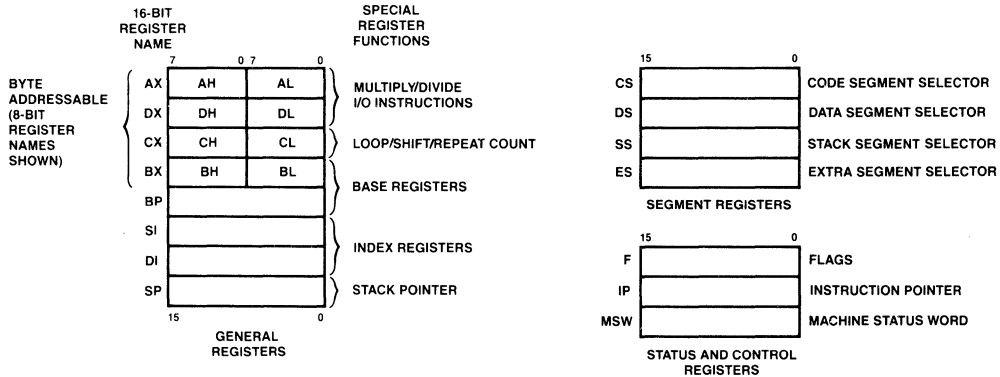 16-BIT
REGISTER
NAME
SPECIAL
REGISTER
FUNCTIONS
7 0 7 0
BYTE
ADDRESSABLE
(8-BIT
REGISTER
NAMES
SHOWN)
AX AH AL
DX DH DL
MULTIPLY/DIVIDE
I/O INSTRUCTIONS
CX CH CL LOOP/SHIFT/REPEAT COUNT
BX BH BL
BP
BASE REGISTERS
SI
DI
INDEX REGISTERS
SP STACK POINTER
15 0
GENERAL
REGISTERS
15 0
CS CODE SEGMENT SELECTOR
DS DATA SEGMENT SELECTOR
SS STACK SEGMENT SELECTOR
ES EXTRA SEGMENT SELECTOR
SEGMENT REGISTERS
15 0
F FLAGS
IP INSTRUCTION POINTER
MSW MACHINE STATUS WORD
STATUS AND CONTROL
REGISTERS